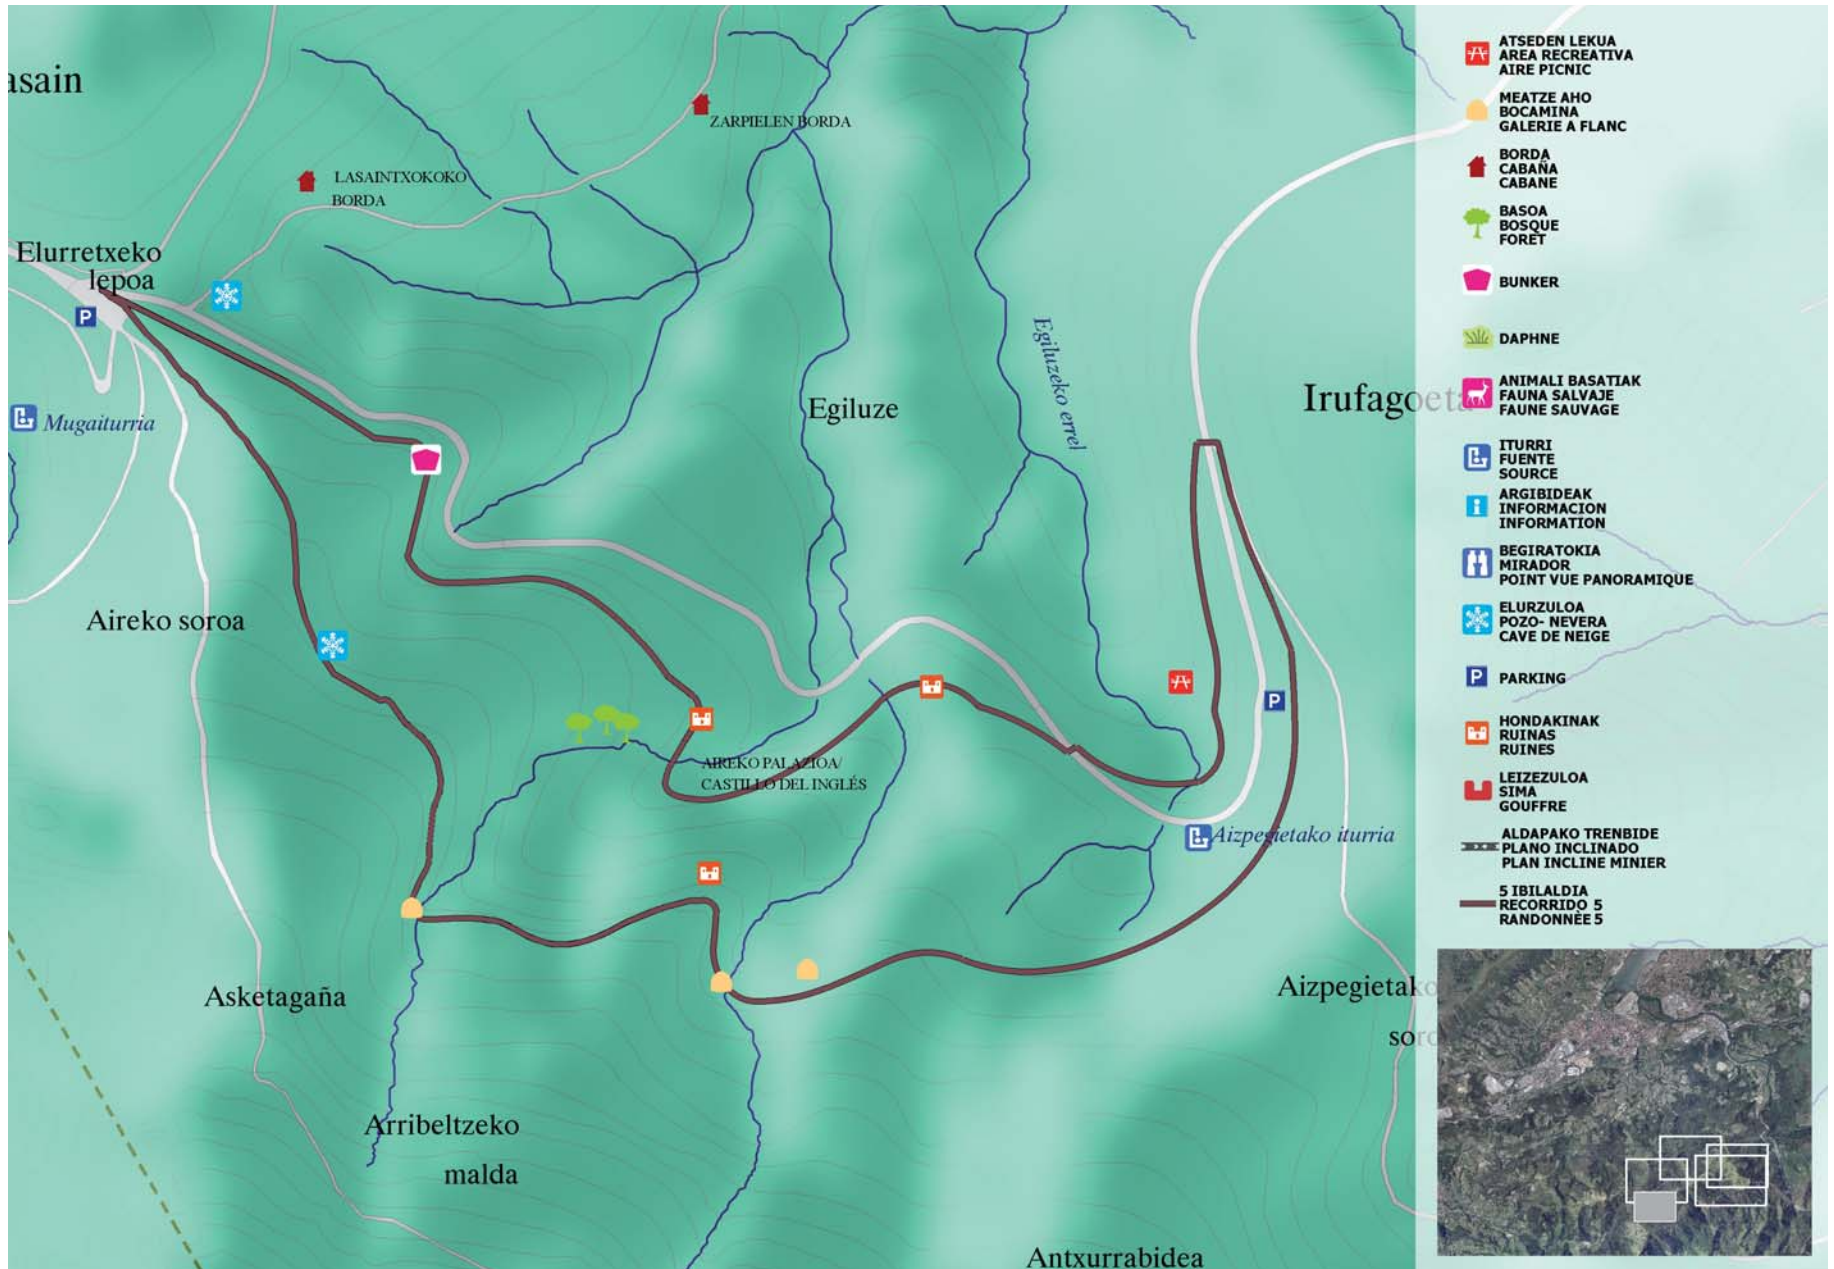 asain
ZARPIELEN BORDA
LASAINTXOKOKO
BORDA
Elurretxeko
lepoa
P
Mugaiturria
Egiluze
Egiluzeko errel
Irufagoeta
Aireko soroa
AIREKO PALAZIOA/
CASTILLO DEL INGLÉS
P
Aizpegietako iturria
Asketagaña
Aizpegietako
soro
Arribeltzeko
malda
Antxurrabidea
ATSEDEN LEKUA
AREA RECREATIVA
AIRE PICNIC
MEATZE AHO
BOCAMINA
GALERIE A FLANC
BORDA
CABAÑA
CABANE
BASOA
BOSQUE
FORET
BUNKER
DAPHNE
ANIMALI BASATIAK
FAUNA SALVAJE
FAUNE SAUVAGE
ITURRI
FUENTE
SOURCE
i
ARGIBIDEAK
INFORMACION
INFORMATION
BEGIRATOKIA
MIRADOR
POINT VUE PANORAMIQUE
ELURZULOA
POZO- NEVERA
CAVE DE NEIGE
P
PARKING
HONDAKINAK
RUINAS
RUINES
LEIZEZULOA
SIMA
GOUFFRE
ALDAPAKO TRENBIDE
PLANO INCLINADO
PLAN INCLINE MINIER
5 IBILALDIA
RECORRIDO 5
RANDONNÈE 5